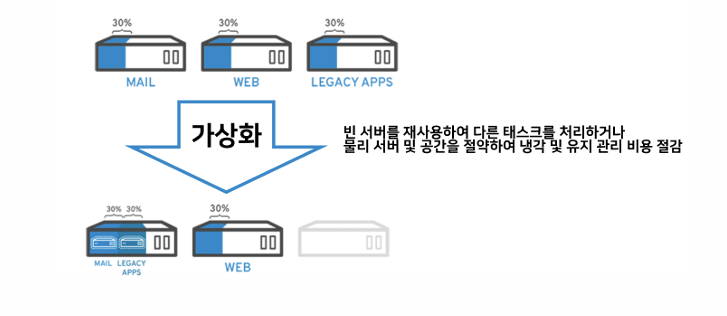 30% 30% 30%
MAIL WEB LEGACY APPS
가상화
빈 서버를 재사용하여 다른 태스크를 처리하거나
물리 서버 및 공간을 절약하여 냉각 및 유지 관리 비용 절감
30% 30% 30%
MAIL LEGACY
APPS
WEB